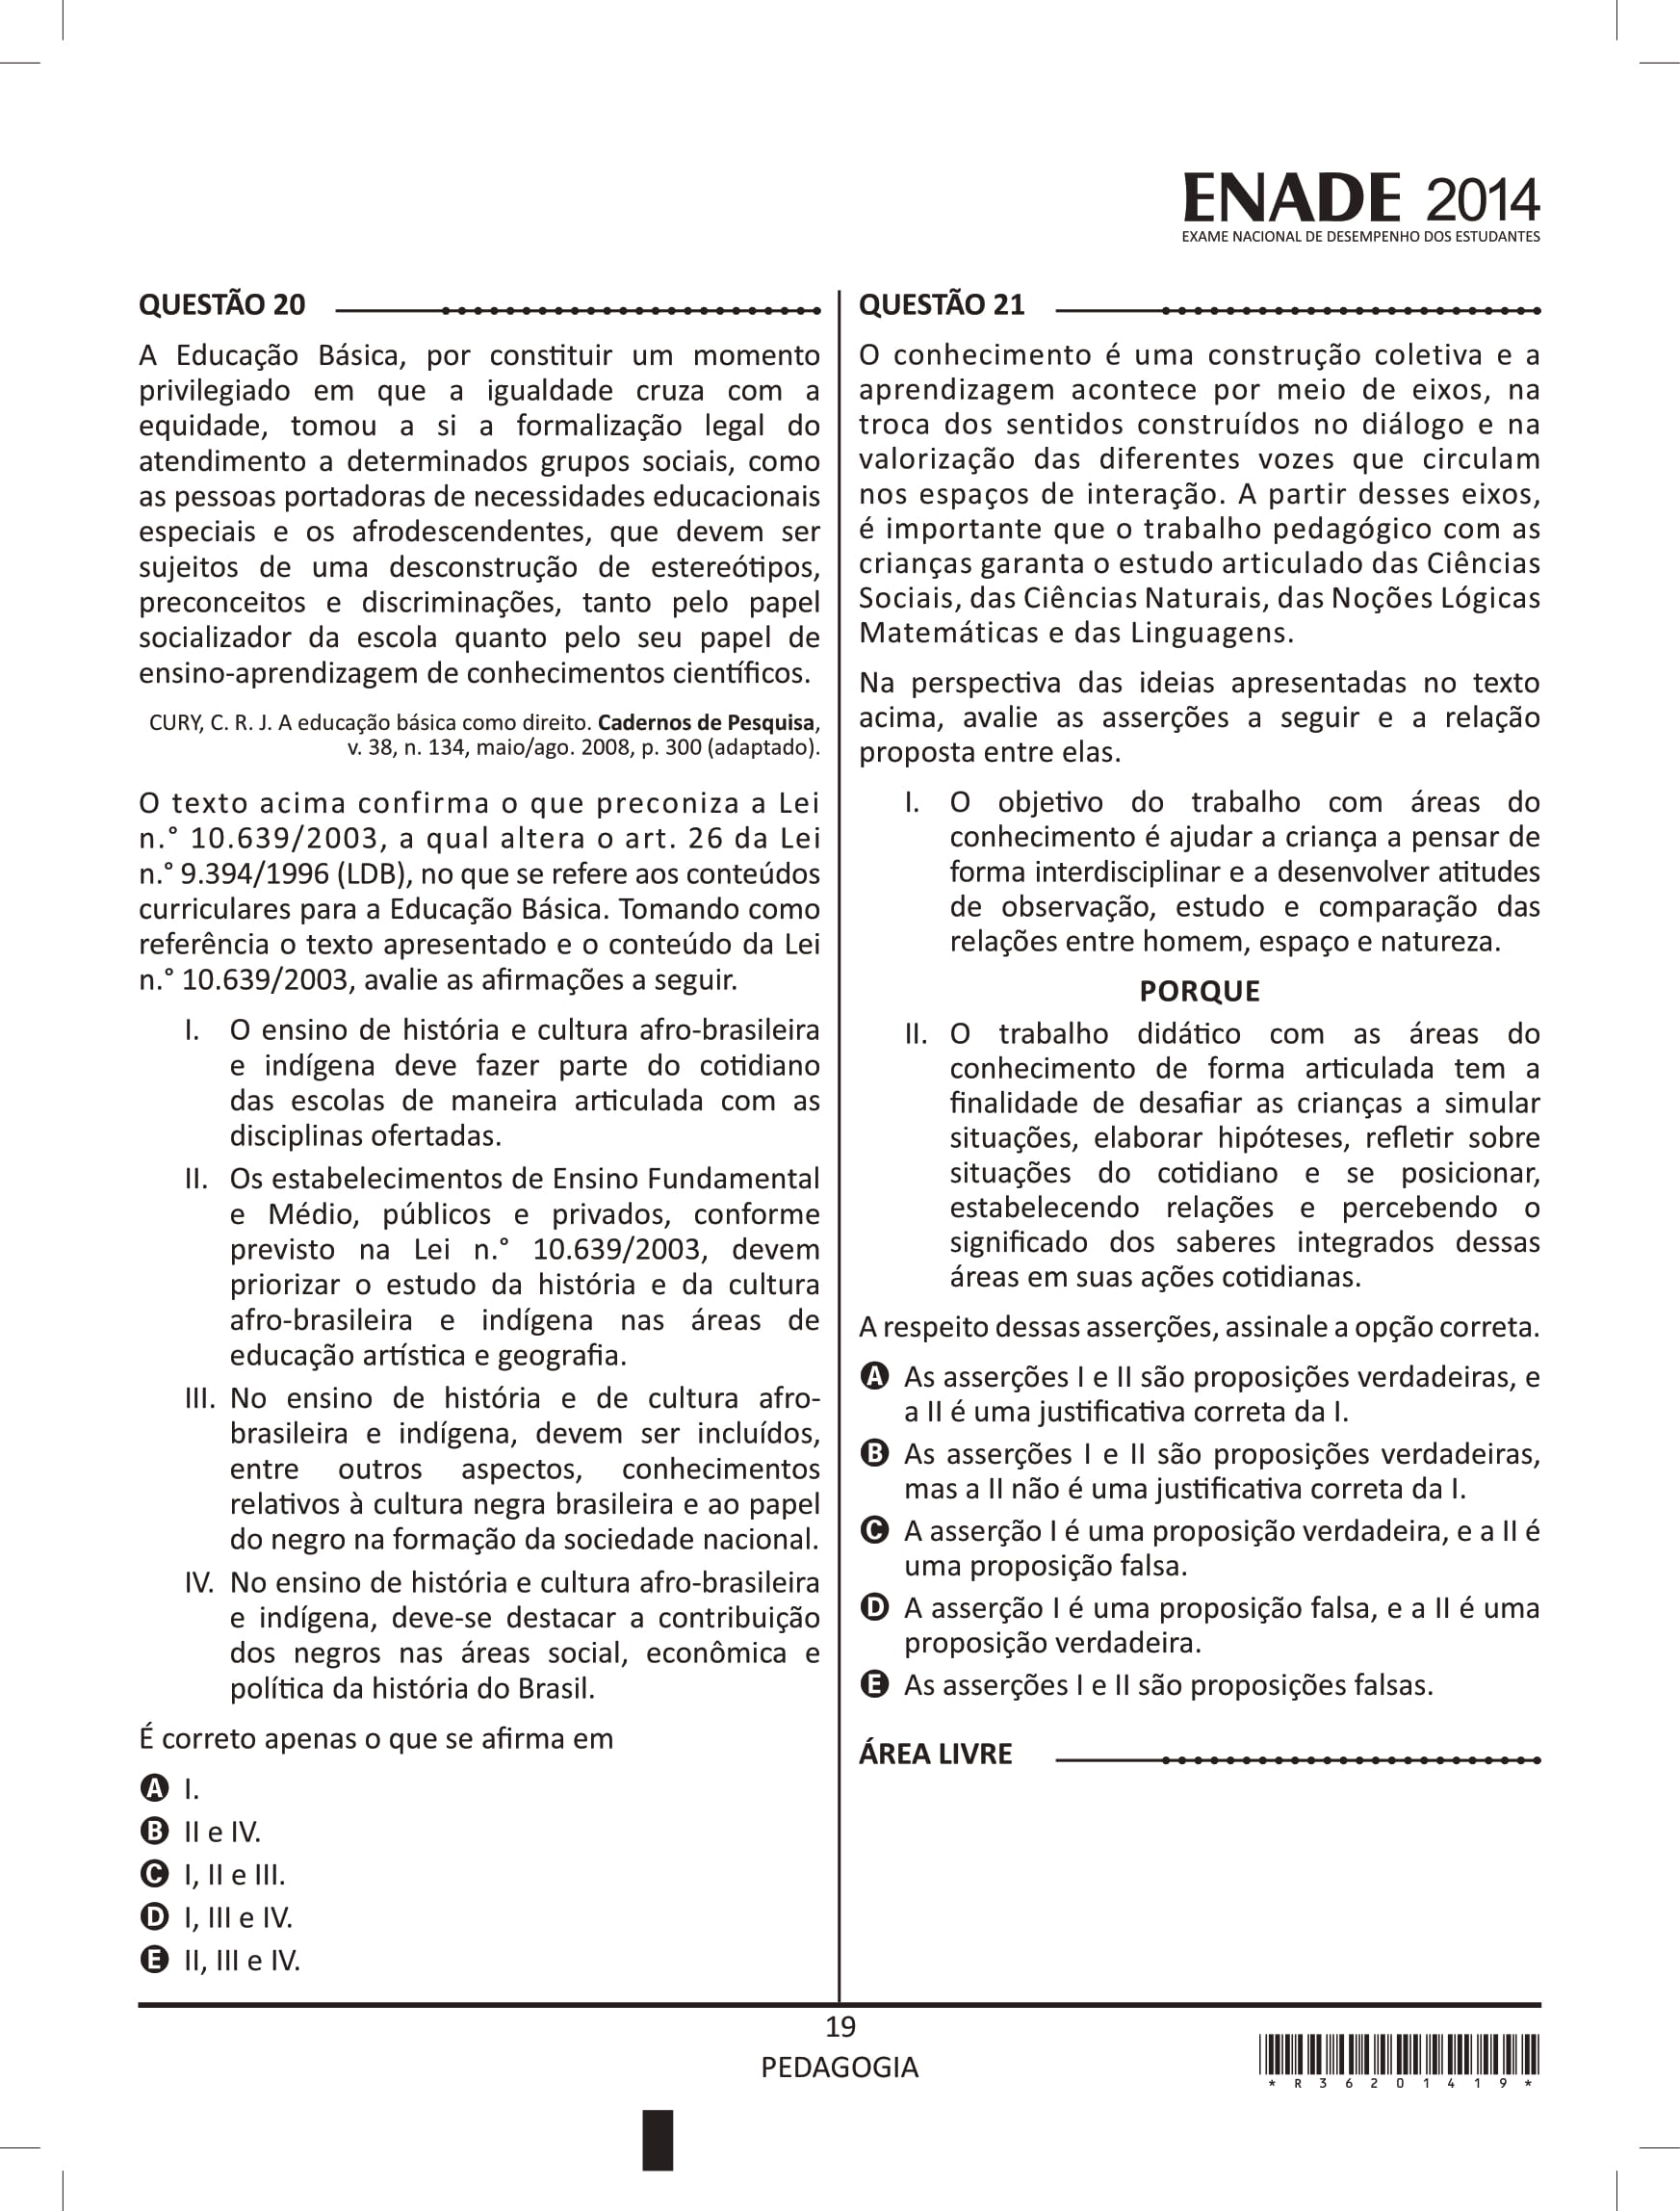 ENADE 2014
EXAME NACIONAL DE DESEMPENHO DOS ESTUDANTES
QUESTÃO 20
A Educação Básica, por constituir um momento
privilegiado em que a igualdade cruza com a
equidade, tomou a si a formalização legal do
atendimento a determinados grupos sociais, como
as pessoas portadoras de necessidades educacionais
especiais e os afrodescendentes, que devem ser
sujeitos de uma desconstrução de estereótipos,
preconceitos e discriminações, tanto pelo papel
socializador da escola quanto pelo seu papel de
ensino-aprendizagem de conhecimentos científicos.
CURY, C. R. J. A educação básica como direito. Cadernos de Pesquisa,
v. 38, n. 134, maio/ago. 2008, p. 300 (adaptado).
O texto acima confirma o que preconiza a Lei
n.° 10.639/2003, a qual altera o art. 26 da Lei
n.° 9.394/1996 (LDB), no que se refere aos conteúdos
curriculares para a Educação Básica. Tomando como
referência o texto apresentado e o conteúdo da Lei
n.° 10.639/2003, avalie as afirmações a seguir.
I. O ensino de história e cultura afro-brasileira
e indígena deve fazer parte do cotidiano
das escolas de maneira articulada com as
disciplinas ofertadas.
II. Os estabelecimentos de Ensino Fundamental
e Médio, públicos e privados, conforme
previsto na Lei n.° 10.639/2003, devem
priorizar o estudo da história e da cultura
afro-brasileira e indígena nas áreas de
educação artística e geografia.
III. No ensino de história e de cultura afro-
brasileira e indígena, devem ser incluídos,
entre outros aspectos, conhecimentos
relativos à cultura negra brasileira e ao papel
do negro na formação da sociedade nacional.
IV. No ensino de história e cultura afro-brasileira
e indígena, deve-se destacar a contribuição
dos negros nas áreas social, econômica e
política da história do Brasil.
É correto apenas o que se afirma em
A I.
B II e IV.
C I, II e III.
D I, III e IV.
E II, III e IV.
QUESTÃO 21
O conhecimento é uma construção coletiva e a
aprendizagem acontece por meio de eixos, na
troca dos sentidos construídos no diálogo e na
valorização das diferentes vozes que circulam
nos espaços de interação. A partir desses eixos,
é importante que o trabalho pedagógico com as
crianças garanta o estudo articulado das Ciências
Sociais, das Ciências Naturais, das Noções Lógicas
Matemáticas e das Linguagens.
Na perspectiva das ideias apresentadas no texto
acima, avalie as asserções a seguir e a relação
proposta entre elas.
I. O objetivo do trabalho com áreas do
conhecimento é ajudar a criança a pensar de
forma interdisciplinar e a desenvolver atitudes
de observação, estudo e comparação das
relações entre homem, espaço e natureza.
PORQUE
II. O trabalho didático com as áreas do
conhecimento de forma articulada tem a
finalidade de desafiar as crianças a simular
situações, elaborar hipóteses, refletir sobre
situações do cotidiano e se posicionar,
estabelecendo relações e percebendo o
significado dos saberes integrados dessas
áreas em suas ações cotidianas.
A respeito dessas asserções, assinale a opção correta.
A As asserções I e II são proposições verdadeiras, e
a II é uma justificativa correta da I.
B As asserções I e II são proposições verdadeiras,
mas a II não é uma justificativa correta da I.
C A asserção I é uma proposição verdadeira, e a II é
uma proposição falsa.
D A asserção I é uma proposição falsa, e a II é uma
proposição verdadeira.
E As asserções I e II são proposições falsas.
ÁREA LIVRE
19
PEDAGOGIA
* R 3 6 2 0 1 4 1 9 *